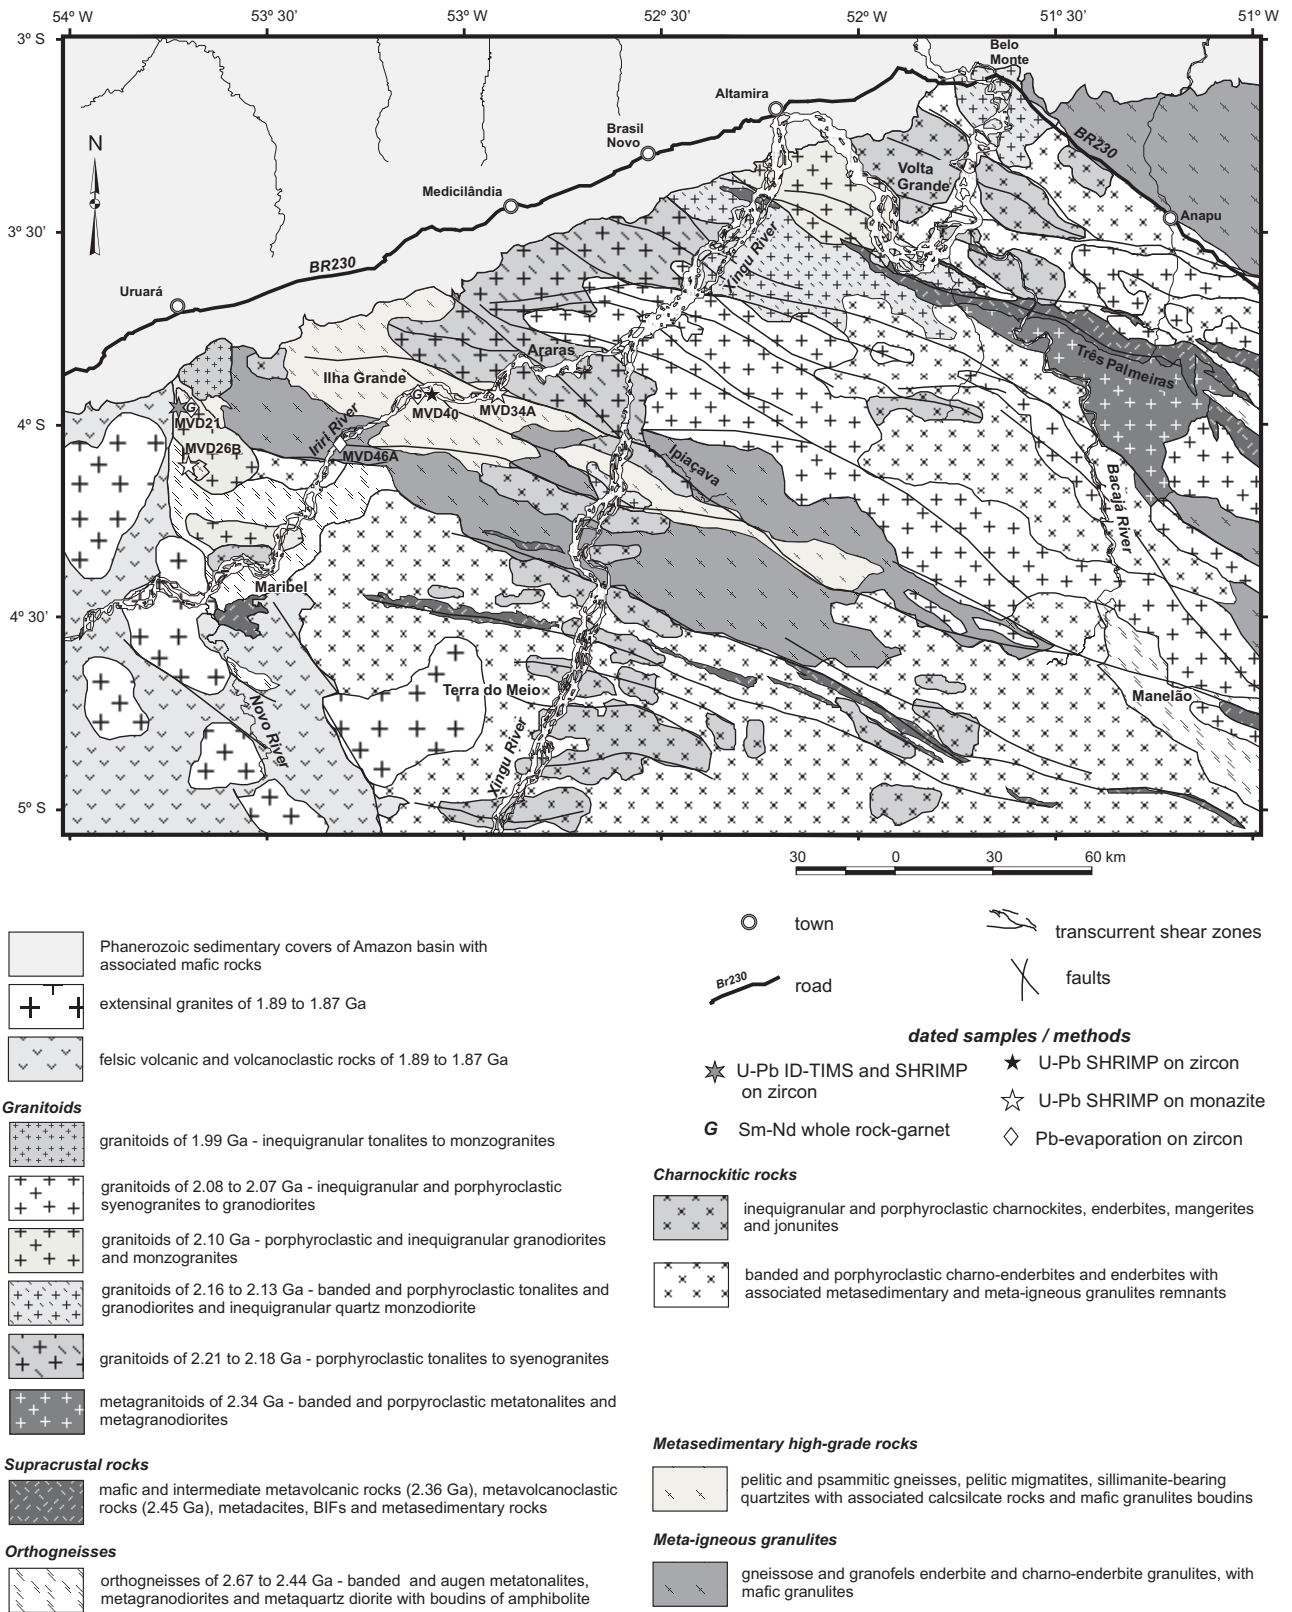 54º W
53º 30'
53º W
52º 30'
52º W
51º 30'
51º W
3º S
3º 30'
4º S
4º 30'
5º S
N
Belo
Monte
Altamira
Brasil
Novo
BR230
Volta
Grande
Medicilândia
Anapu
Xingu River
BR230
Uruará
Araras
Três Palmeiras
Ilha Grande
G
MVD40
MVD34A
G
MVD21
Iriri River
MVD26B
MVD46A
Ipiaçava
Bacajá River
Maribel
Terra do Meio
Manelão
Novo River
Xingu River
30
0
30
60 km
Phanerozoic sedimentary covers of Amazon basin with
associated mafic rocks
extensinal granites of 1.89 to 1.87 Ga
felsic volcanic and volcanoclastic rocks of 1.89 to 1.87 Ga
Granitoids
granitoids of 1.99 Ga - inequigranular tonalites to monzogranites
granitoids of 2.08 to 2.07 Ga - inequigranular and porphyroclastic
syenogranites to granodiorites
granitoids of 2.10 Ga - porphyroclastic and inequigranular granodiorites
and monzogranites
granitoids of 2.16 to 2.13 Ga - banded and porphyroclastic tonalites and
granodiorites and inequigranular quartz monzodiorite
granitoids of 2.21 to 2.18 Ga - porphyroclastic tonalites to syenogranites
metagranitoids of 2.34 Ga - banded and porpyroclastic metatonalites and
metagranodiorites
Supracrustal rocks
mafic and intermediate metavolcanic rocks (2.36 Ga), metavolcanoclastic
rocks (2.45 Ga), metadacites, BIFs and metasedimentary rocks
Orthogneisses
orthogneisses of 2.67 to 2.44 Ga - banded and augen metatonalites,
metagranodiorites and metaquartz diorite with boudins of amphibolite
town
transcurrent shear zones
Br230
road
faults
dated samples / methods
U-Pb ID-TIMS and SHRIMP
on zircon
U-Pb SHRIMP on zircon
U-Pb SHRIMP on monazite
G Sm-Nd whole rock-garnet
Pb-evaporation on zircon
Charnockitic rocks
inequigranular and porphyroclastic charnockites, enderbites, mangerites
and jonunites
banded and porphyroclastic charno-enderbites and enderbites with
associated metasedimentary and meta-igneous granulites remnants
Metasedimentary high-grade rocks
pelitic and psammitic gneisses, pelitic migmatites, sillimanite-bearing
quartzites with associated calcsilcate rocks and mafic granulites boudins
Meta-igneous granulites
gneissose and granofels enderbite and charno-enderbite granulites, with
mafic granulites